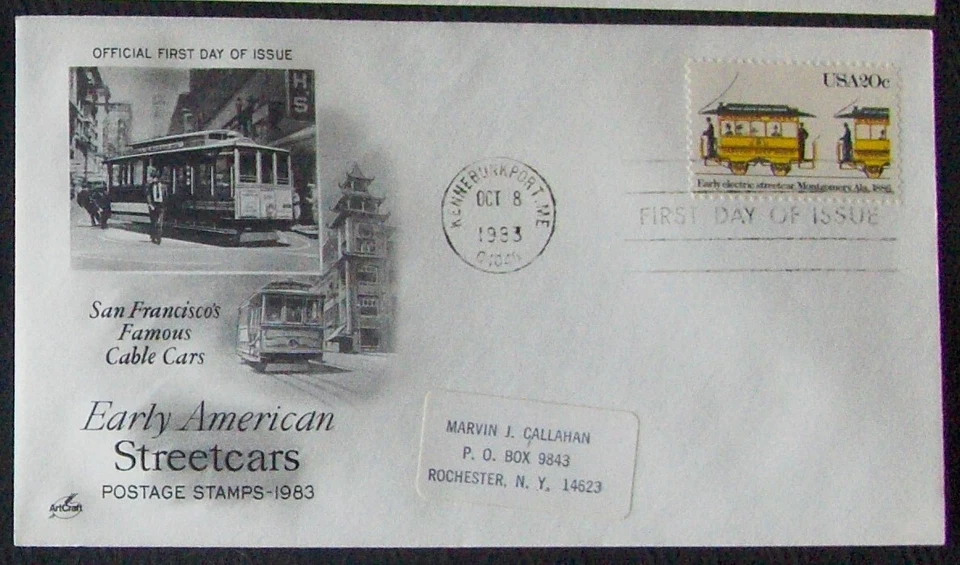 OFFICIAL FIRST DAY OF ISSUE
HS
San Francisco's
Famous
Cable Cars
Early American
Streetcars
POSTAGE STAMPS-1983
ArtCraft
KENNEBUNKPORT, ME
OCT 8
1983
04046
USA20c
Early electric streetcar Montgomery, Ala. 1886
FIRST DAY OF ISSUE
MARVIN J. CALLAHAN
P. O. BOX 9843
ROCHESTER, N. Y. 14623